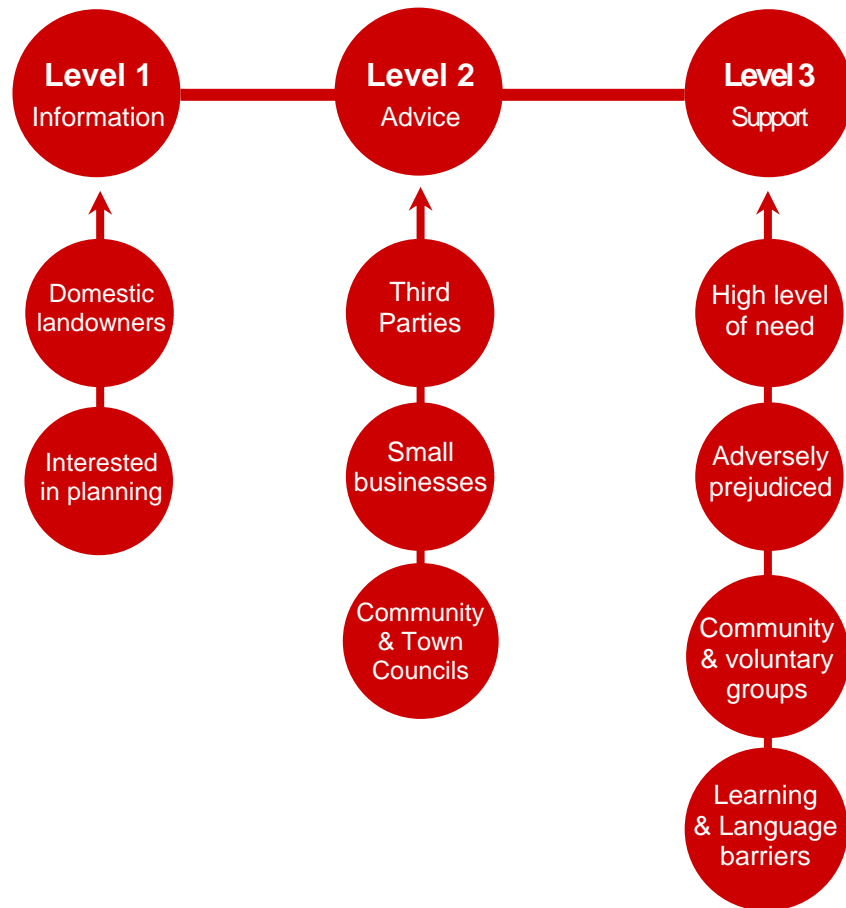 Level 1
Information
Level 2
Advice
Level 3
Support
Domestic
landowners
Interested
in planning
Third
Parties
Small
businesses
Community
& Town
Councils
High level
of need
Adversely
prejudiced
Community
& voluntary
groups
Learning
& Language
barriers